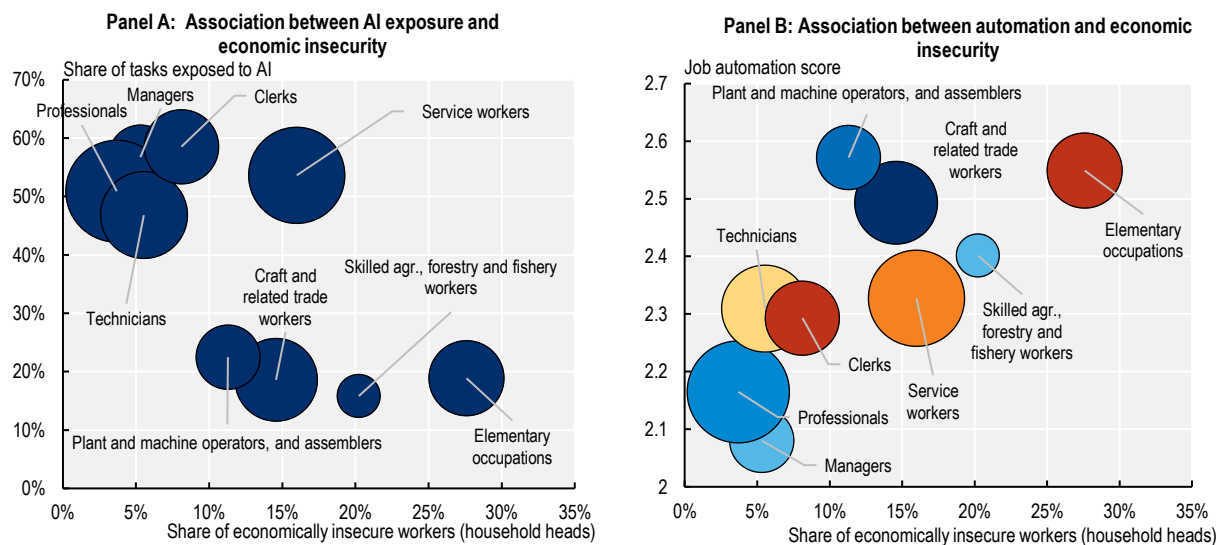 Panel A:  Association between AI exposure and
economic insecurity
Share of tasks exposed to AI
70%
60%
50%
40%
30%
20%
10%
0%
Professionals
Managers
Clerks
Service workers
Technicians
Craft and
related trade
workers
Skilled agr., forestry and fishery
workers
Plant and machine operators, and assemblers
Elementary
occupations
0%
5%
10%
15%
20%
25%
30%
35%
Share of economically insecure workers (household heads)
Panel B: Association between automation and economic
insecurity
Job automation score
2.7
2.6
2.5
2.4
2.3
2.2
2.1
2
Plant and machine operators, and assemblers
Craft and
related trade
workers
Elementary
occupations
Technicians
Skilled agr.,
forestry and
fishery workers
Clerks
Service
workers
Professionals
Managers
0%
5%
10%
15%
20%
25%
30%
35%
Share of economically insecure workers (household heads)